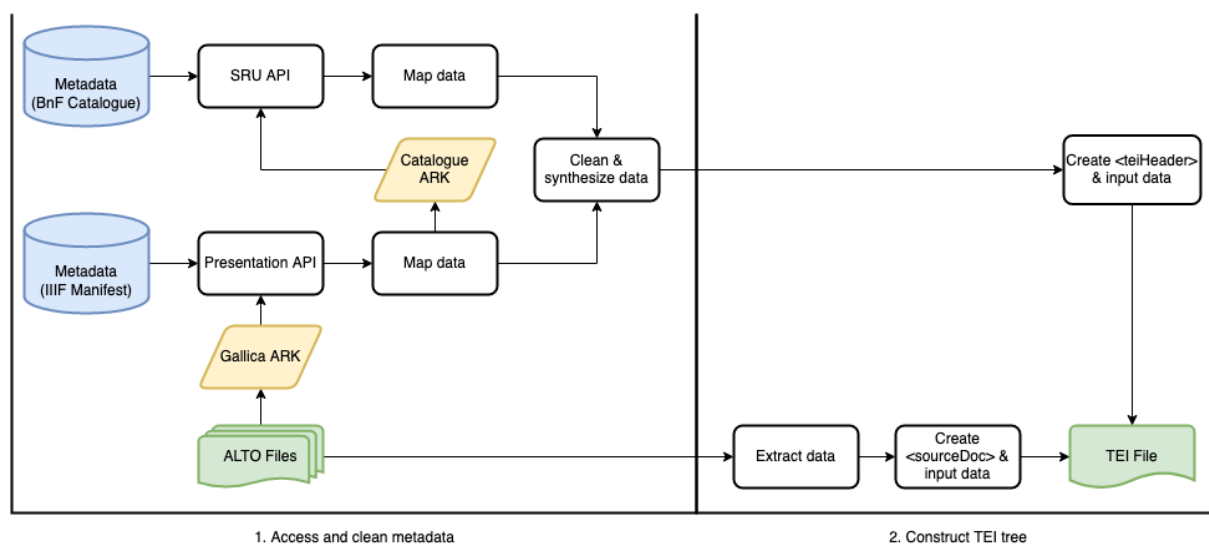 Metadata
(BnF Catalogue)
SRU API
Map data
Catalogue
ARK
Clean &
synthesize data
Create <teiHeader>
& input data
Metadata
(IIIF Manifest)
Presentation API
Map data
Gallica ARK
ALTO Files
Extract data
Create
<sourceDoc> &
input data
TEI File
1. Access and clean metadata
2. Construct TEI tree